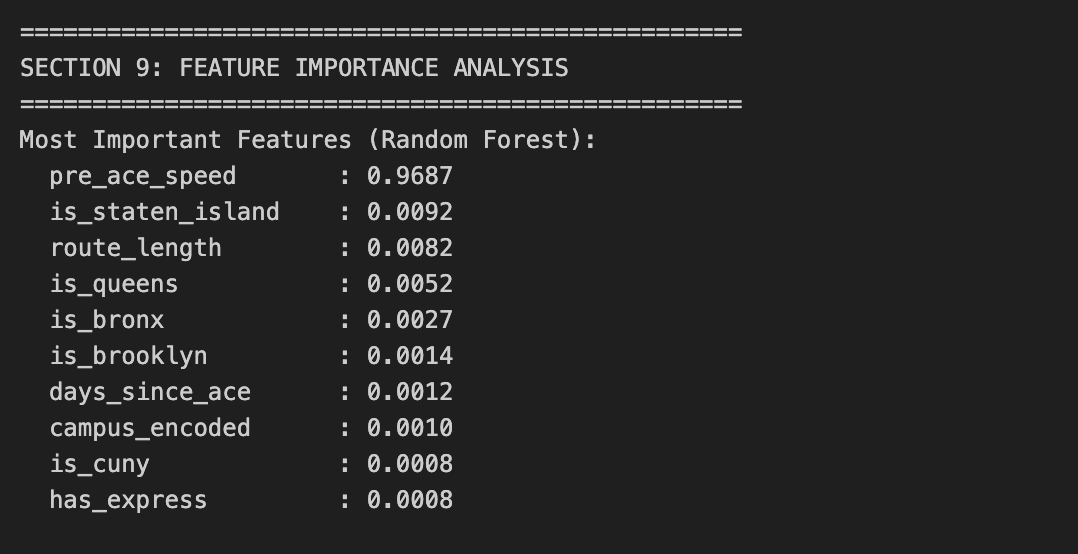 ==================================================
SECTION 9: FEATURE IMPORTANCE ANALYSIS
==================================================
Most Important Features (Random Forest):
  pre_ace_speed       : 0.9687
  is_staten_island    : 0.0092
  route_length        : 0.0082
  is_queens           : 0.0052
  is_bronx            : 0.0027
  is_brooklyn         : 0.0014
  days_since_ace      : 0.0012
  campus_encoded      : 0.0010
  is_cuny             : 0.0008
  has_express         : 0.0008